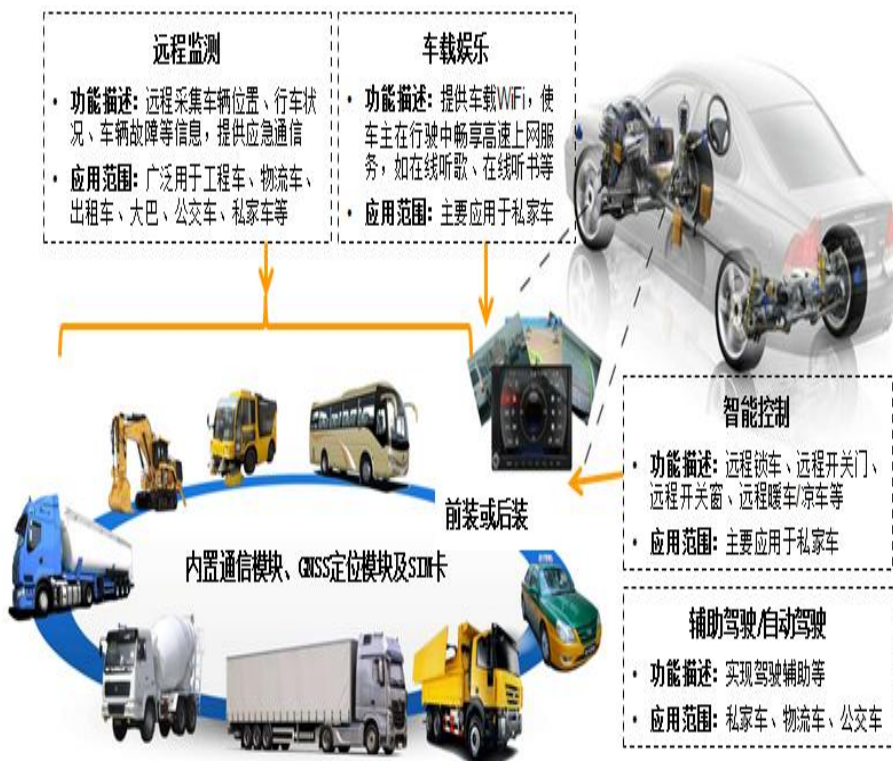 远程监测
• 功能描述：远程采集车辆位置、行车状
况、车辆故障等信息，提供应急通信
• 应用范围：广泛用于工程车、物流车、
出租车、大巴、公交车、私家车等
车载娱乐
• 功能描述：提供车载WiFi，使
车主在行驶中畅享高速上网服
务，如在线听歌、在线听书等
• 应用范围：主要应用于私家车
前装或后装
内置通信模块、GNSS定位模块及SIM卡
智能控制
• 功能描述：远程锁车、远程开关门、
远程开关窗、远程暖车/凉车等
• 应用范围：主要应用于私家车
辅助驾驶/自动驾驶
• 功能描述：实现驾驶辅助等
• 应用范围：私家车、物流车、公交车